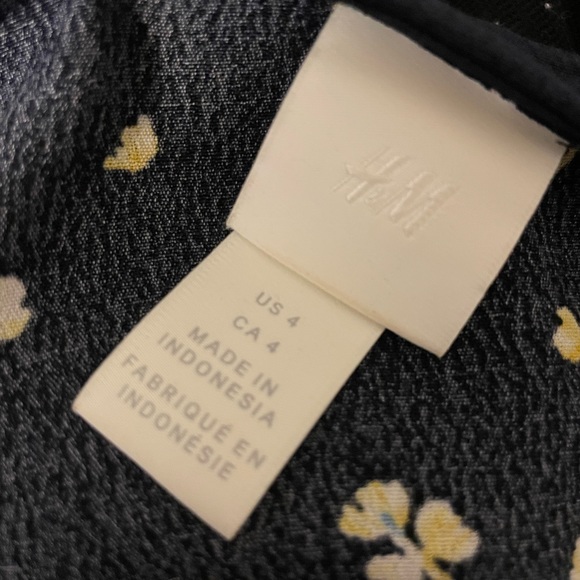 H&M
US 4
CA 4
MADE IN
INDONESIA
FABRIQUÉ EN
INDONÉSIE